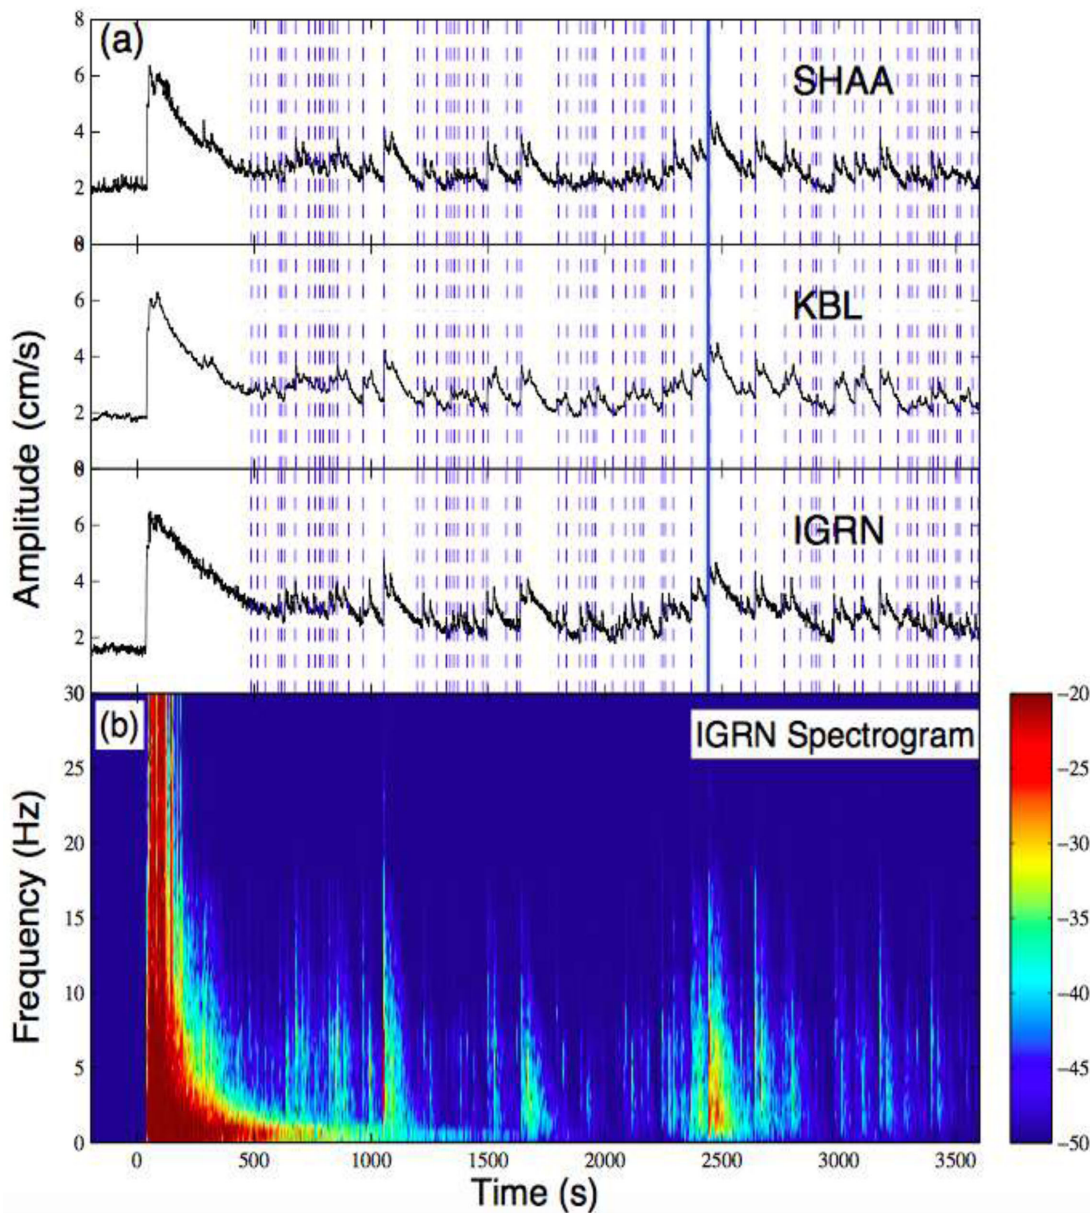 (a)
8
6
4
2
0
SHAA
8
6
4
2
0
KBL
Amplitude (cm/s)
8
6
4
2
IGRN
30
25
20
15
10
5
0
(b)
IGRN Spectrogram
Frequency (Hz)
−20
−25
−30
−35
−40
−45
−50
0 500 1000 1500 2000 2500 3000 3500
Time (s)